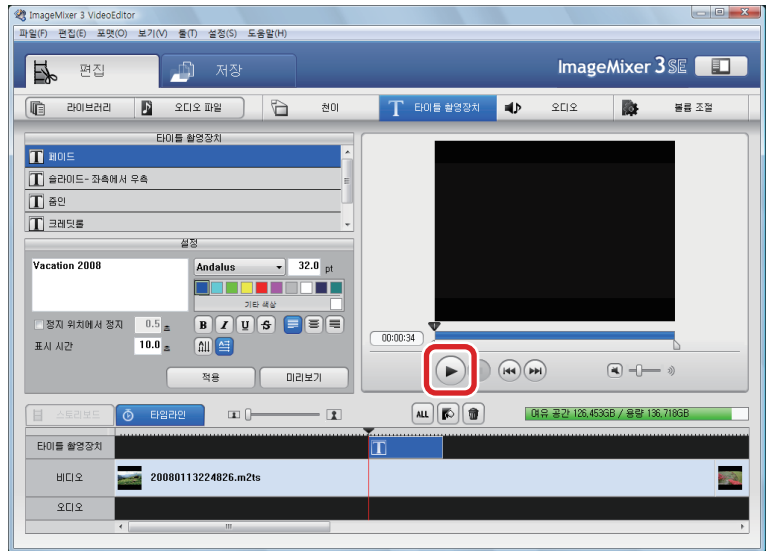 ImageMixer 3 VideoEditor
파일(F) 편집(E) 포맷(O) 보기(V) 툴(T) 설정(S) 도움말(H)
편집 저장 ImageMixer 3 SE
라이브러리 오디오 파일 천이 T 타이틀 촬영장치 오디오 볼륨 조절
타이틀 촬영장치
T 페이드
T 슬라이드- 좌측에서 우측
T 줌인
T 크레딧롤
설정
Vacation 2008
Andalus 32.0 pt
기타 색상
정지 위치에서 정지 0.5 초
B I U S
표시 시간 10.0 초
적용 미리보기
00:00:34
스토리보드 타임라인
ALL
여유 공간 126,453GB / 용량 136,718GB
타이틀 촬영장치 T
비디오 20080113224826.m2ts
오디오